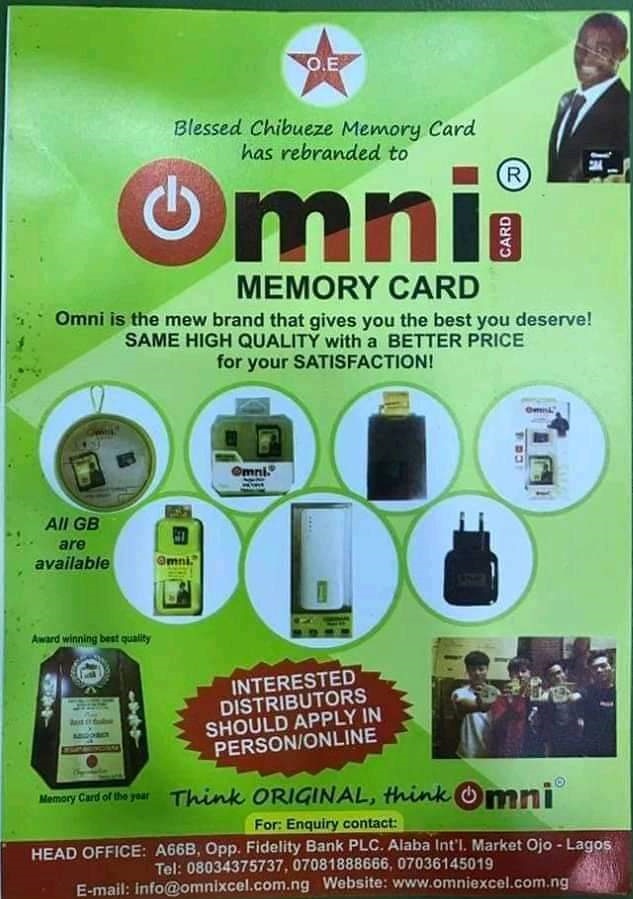 O.E
Blessed Chibueze Memory Card
has rebranded to
Omni ®
CARD
MEMORY CARD
Omni is the mew brand that gives you the best you deserve!
SAME HIGH QUALITY with a BETTER PRICE
for your SATISFACTION!
Omni.
Omni.
Omni.
Omni.
All GB
are
available
Award winning best quality
Memory Card of the year
INTERESTED
DISTRIBUTORS
SHOULD APPLY IN
PERSON/ONLINE
Think ORIGINAL, think Omni®
For: Enquiry contact:
HEAD OFFICE: A66B, Opp. Fidelity Bank PLC. Alaba Int'l. Market Ojo - Lagos
Tel: 08034375737, 07081888666, 07036145019
E-mail: info@omnixcel.com.ng Website: www.omniexcel.com.ng